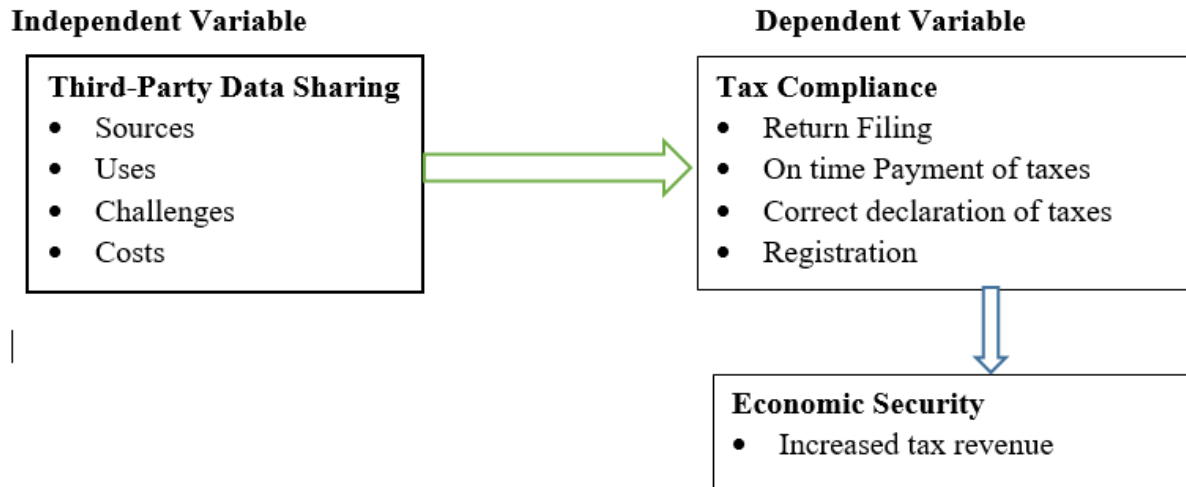 Independent Variable
Dependent Variable
Third-Party Data Sharing
• Sources
• Uses
• Challenges
• Costs
Tax Compliance
• Return Filing
• On time Payment of taxes
• Correct declaration of taxes
• Registration
Economic Security
• Increased tax revenue